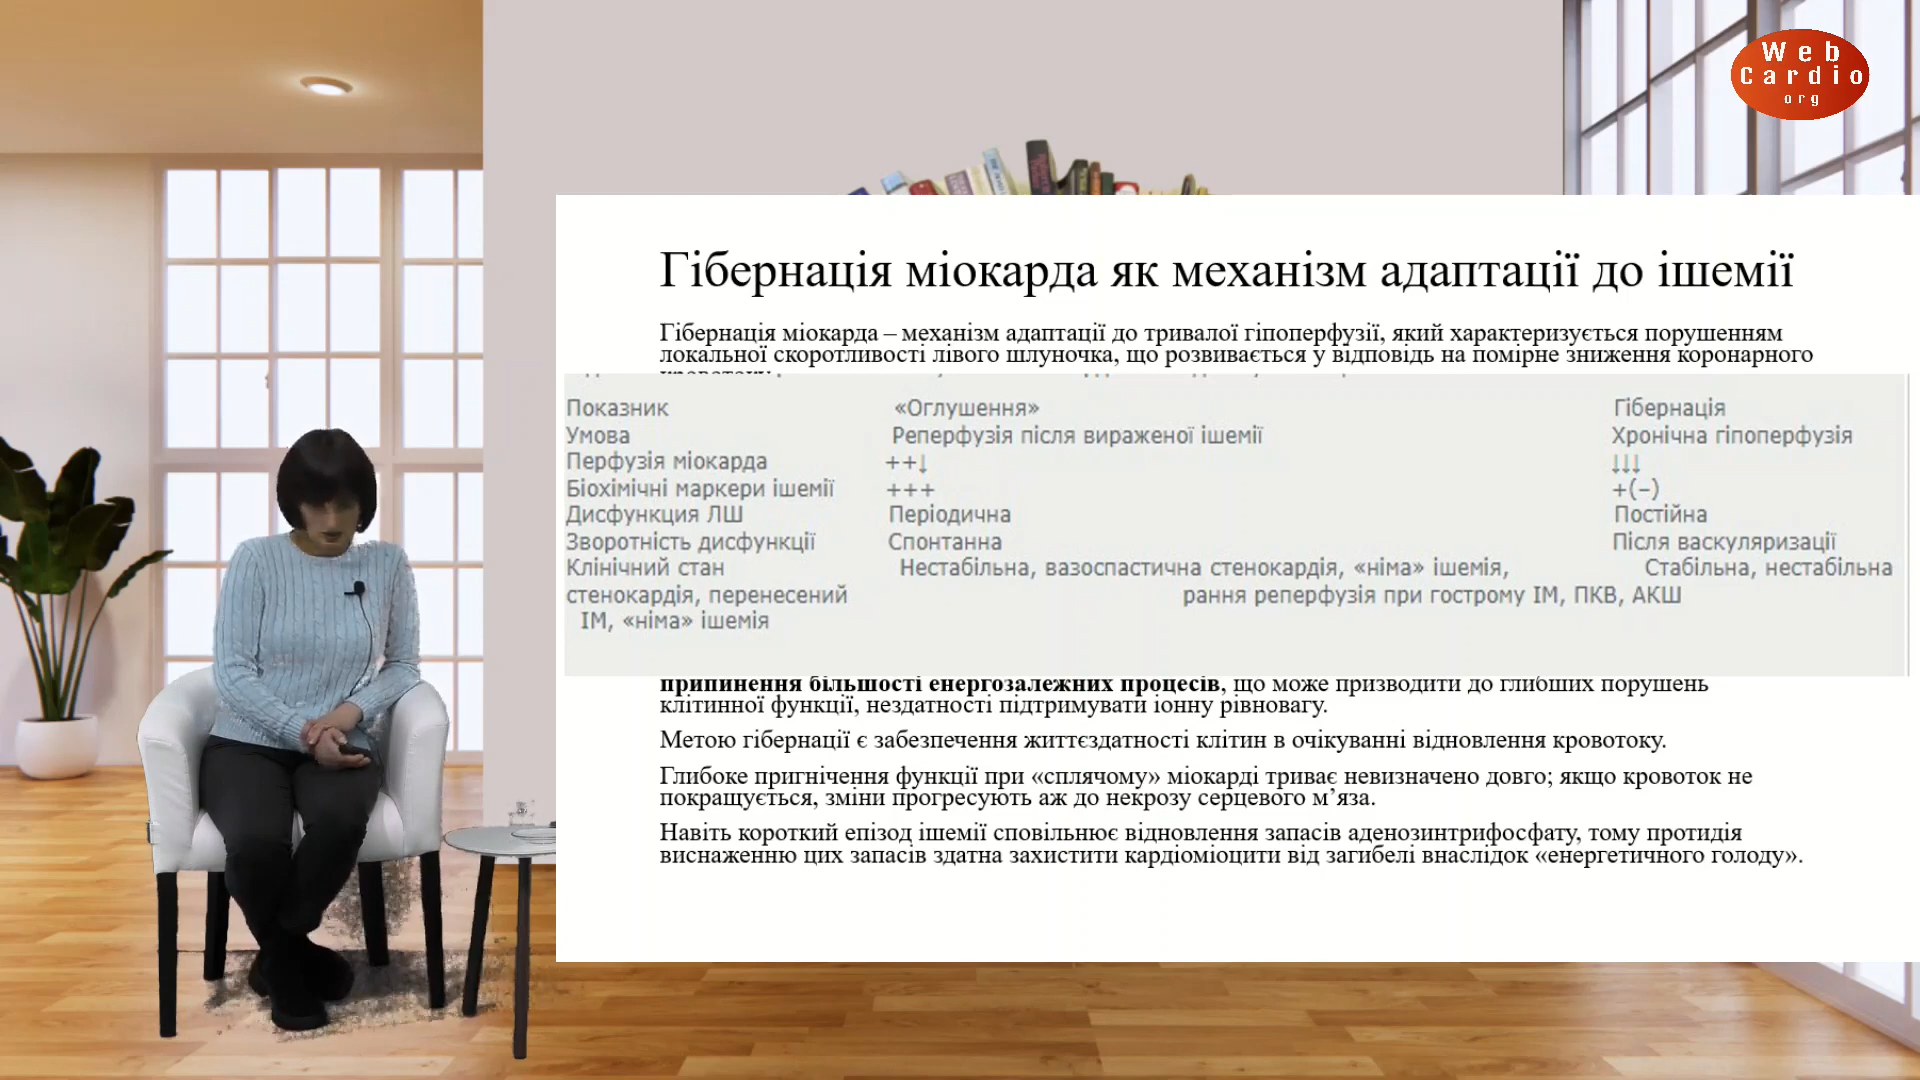 Web
Cardio
org
Гібернація міокарда як механізм адаптації до ішемії
Гібернація міокарда – механізм адаптації до тривалої гіпоперфузії, який характеризується порушенням
локальної скоротливості лівого шлуночка, що розвивається у відповідь на помірне зниження коронарного
Показник «Оглушення» Гібернація
Умова Реперфузія після вираженої ішемії Хронічна гіпоперфузія
Перфузія міокарда ++↓ ↓↓↓
Біохімічні маркери ішемії +++ +(–)
Дисфункция ЛШ Періодична Постійна
Зворотність дисфункції Спонтанна Після васкуляризації
Клінічний стан Нестабільна, вазоспастична стенокардія, «німа» ішемія, Стабільна, нестабільна
стенокардія, перенесений рання реперфузія при гострому ІМ, ПКВ, АКШ
ІМ, «німа» ішемія
припинення більшості енергозалежних процесів, що може призводити до глибших порушень
клітинної функції, нездатності підтримувати іонну рівновагу.
Метою гібернації є забезпечення життєздатності клітин в очікуванні відновлення кровотоку.
Глибоке пригнічення функції при «сплячому» міокарді триває невизначено довго; якщо кровоток не
покращується, зміни прогресують аж до некрозу серцевого м’яза.
Навіть короткий епізод ішемії сповільнює відновлення запасів аденозинтрифосфату, тому протидія
виснаженню цих запасів здатна захистити кардіоміоцити від загибелі внаслідок «енергетичного голоду».